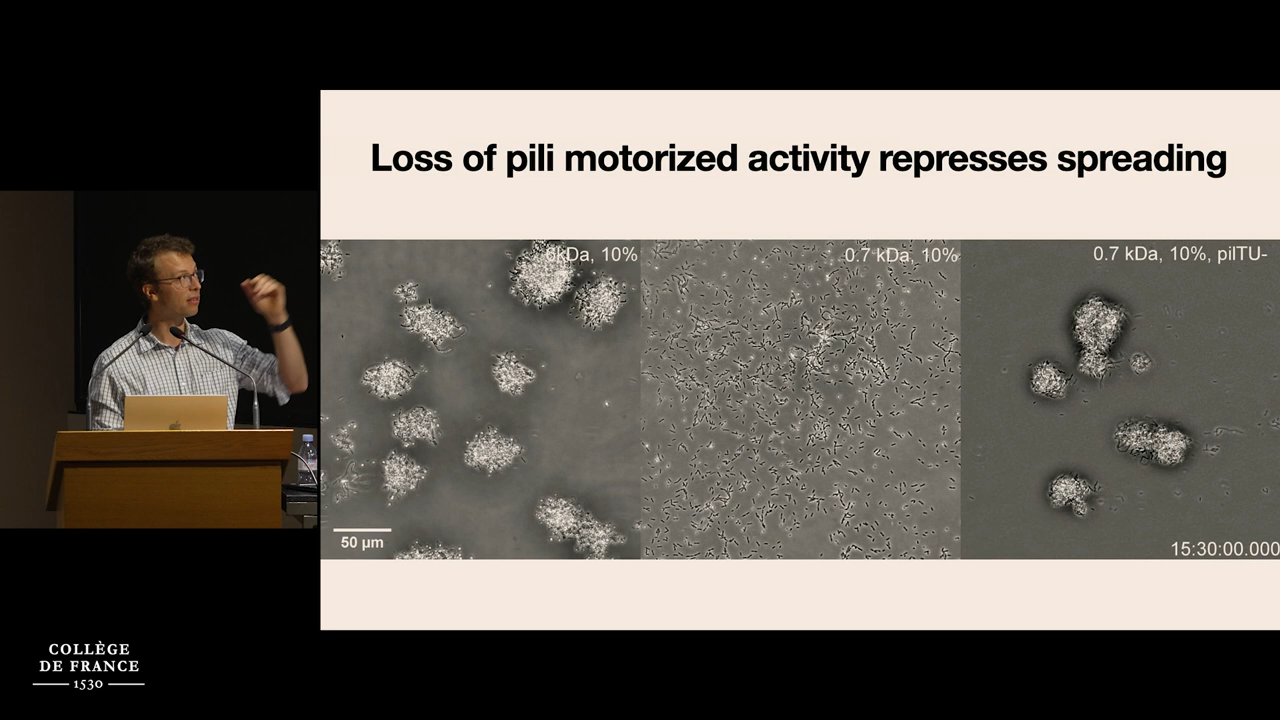 Loss of pili motorized activity represses spreading
6kDa, 10%
0.7 kDa, 10%
0.7 kDa, 10%, pilTU-
50 µm
15:30:00.000
COLLÈGE
DE FRANCE
1530